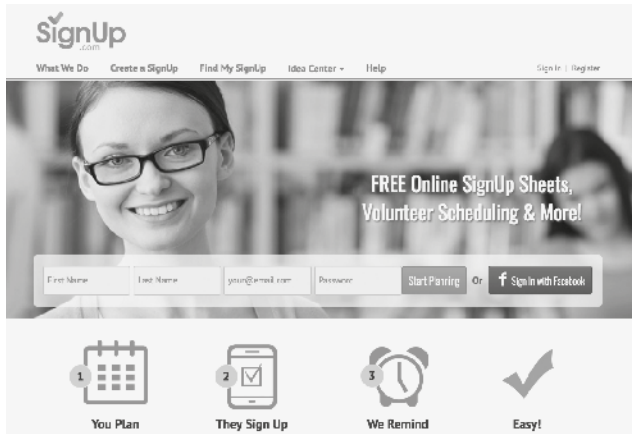 SignUp
.com
What We Do Create a SignUp Find My SignUp Idea Center Help Sign In | Register
FREE Online SignUp Sheets,
Volunteer Scheduling & More!
First Name Last Name your@email.com Password Start Planning Or f Sign In with Facebook
1 2 3
You Plan They Sign Up We Remind Easy!